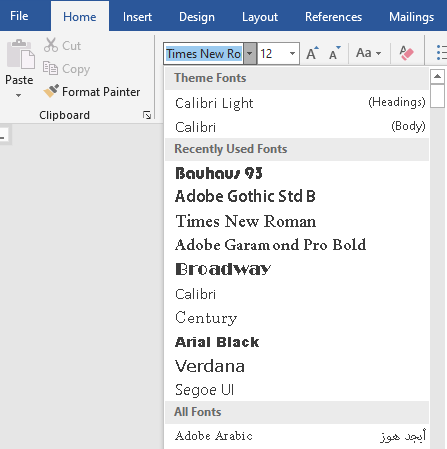 File Home Insert Design Layout References Mailings
Cut
Copy
Paste
Format Painter
Clipboard
Times New Ro 12 A A Aa A
Theme Fonts
Calibri Light (Headings)
Calibri (Body)
Recently Used Fonts
Bauhaus 93
Adobe Gothic Std B
Times New Roman
Adobe Garamond Pro Bold
Broadway
Calibri
Century
Arial Black
Verdana
Segoe UI
All Fonts
Adobe Arabic أبجد هوز